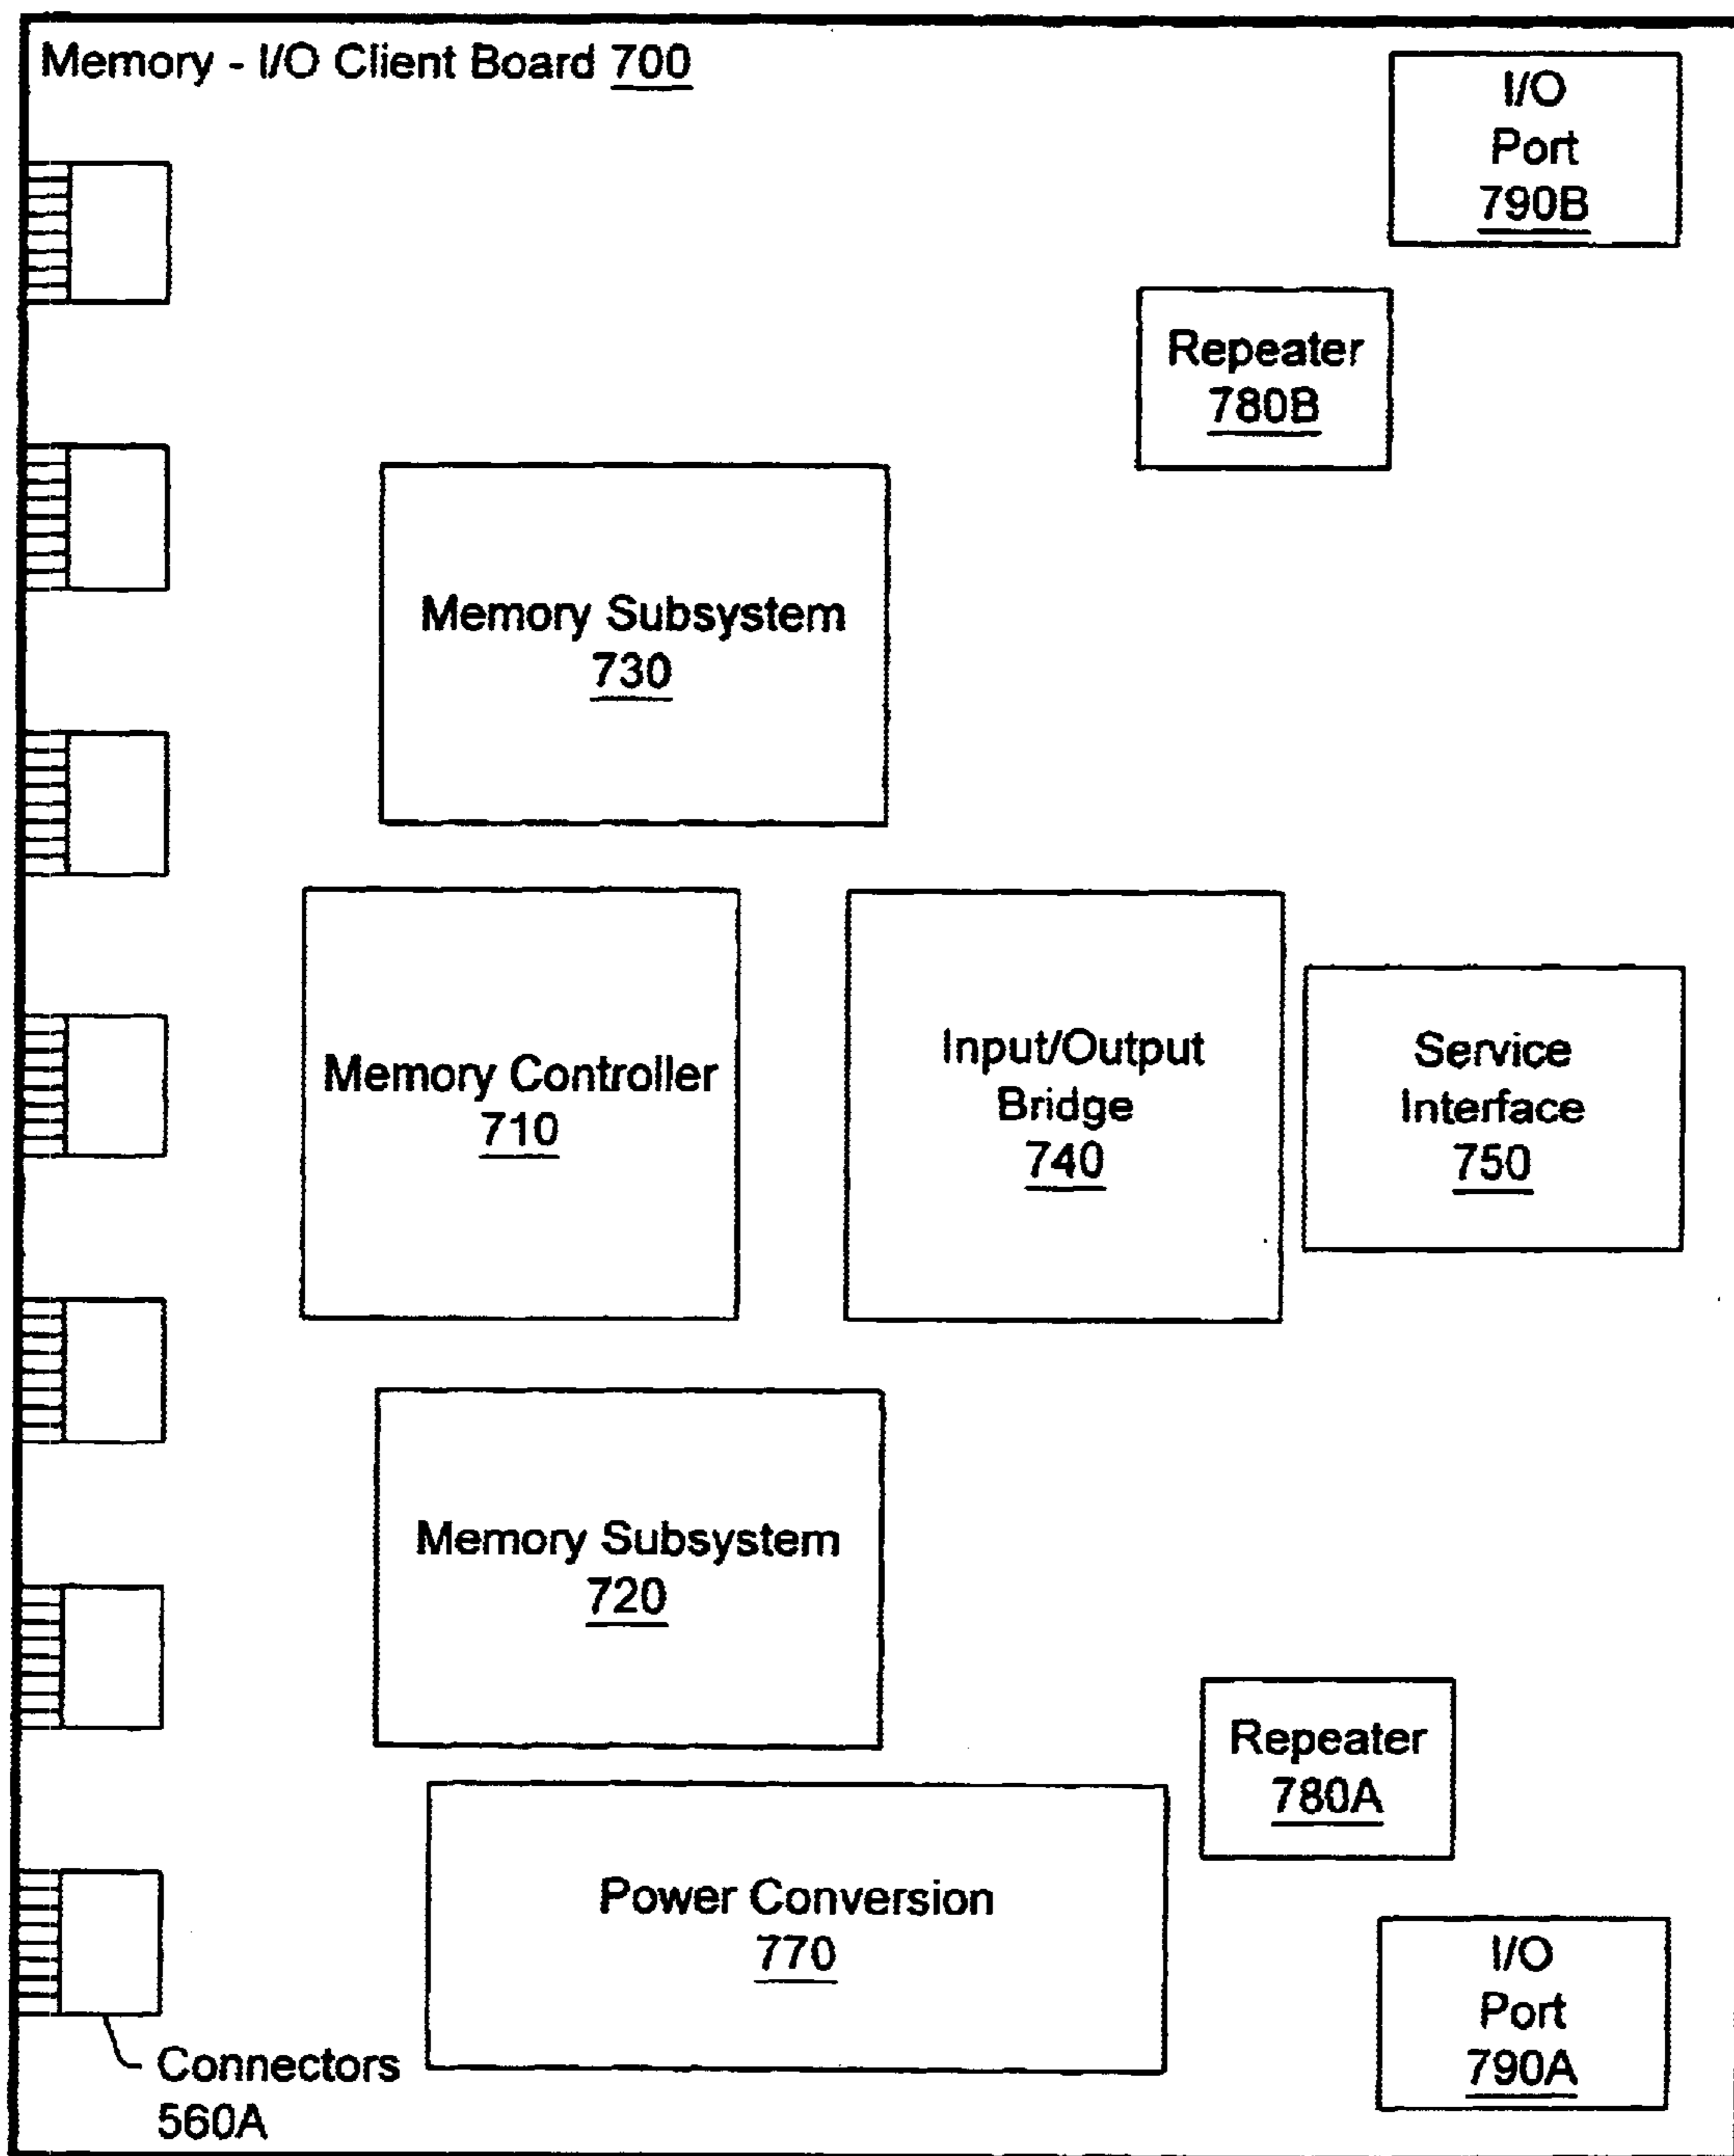 Memory - I/O Client Board 700
I/O
Port
790B
Repeater
780B
Memory Subsystem
730
Memory Controller
710
Input/Output
Bridge
740
Service
Interface
750
Memory Subsystem
720
Repeater
780A
Power Conversion
770
I/O
Port
790A
Connectors
560A